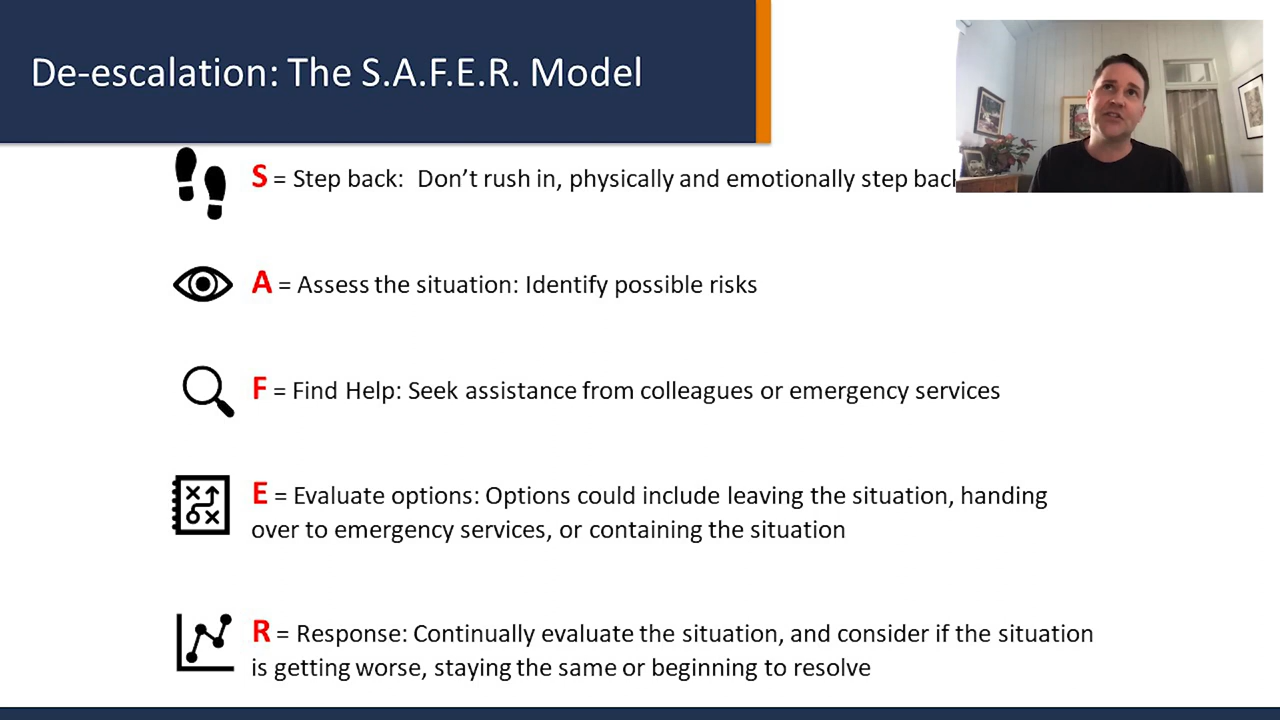 De-escalation: The S.A.F.E.R. Model
S = Step back: Don’t rush in, physically and emotionally step
A = Assess the situation: Identify possible risks
F = Find Help: Seek assistance from colleagues or emergency services
E = Evaluate options: Options could include leaving the situation, handing
over to emergency services, or containing the situation
R = Response: Continually evaluate the situation, and consider if the situation
is getting worse, staying the same or beginning to resolve